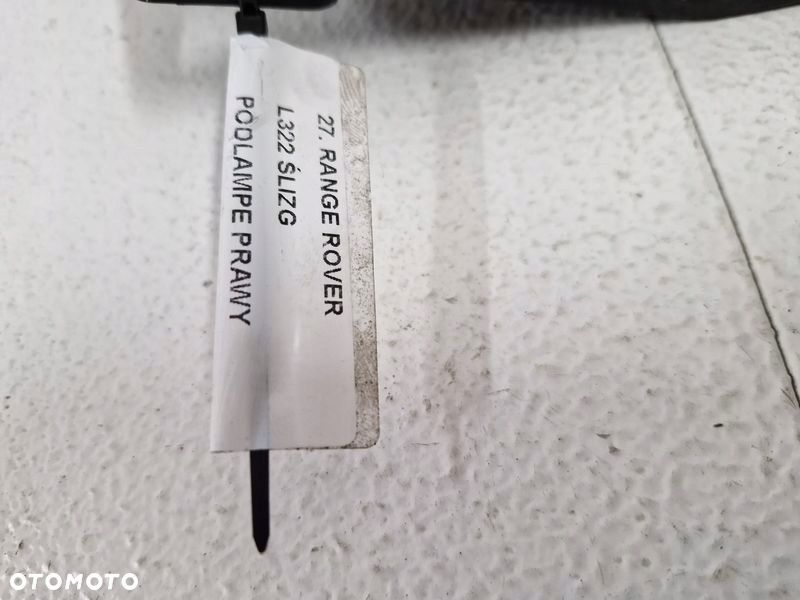 27. RANGE ROVER
L322 ŚLIZG
PODLAMPE PRAWY
OTOMOTO